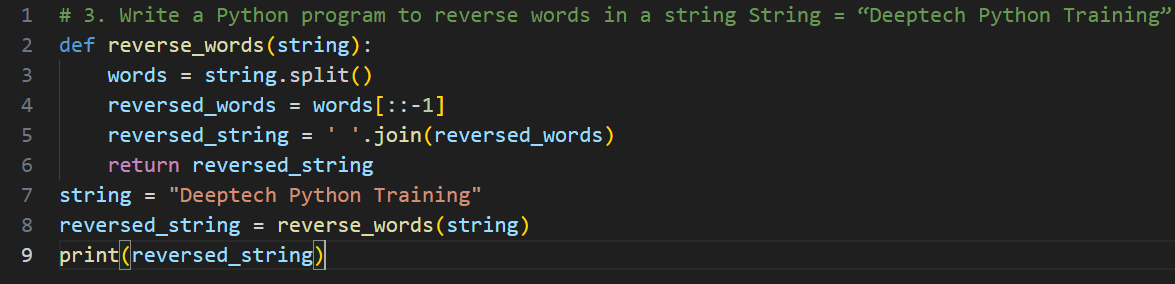 1 # 3. Write a Python program to reverse words in a string String = “Deeptech Python Training”
2 def reverse_words(string):
3     words = string.split()
4     reversed_words = words[::-1]
5     reversed_string = ' '.join(reversed_words)
6     return reversed_string
7 string = "Deeptech Python Training"
8 reversed_string = reverse_words(string)
9 print(reversed_string)